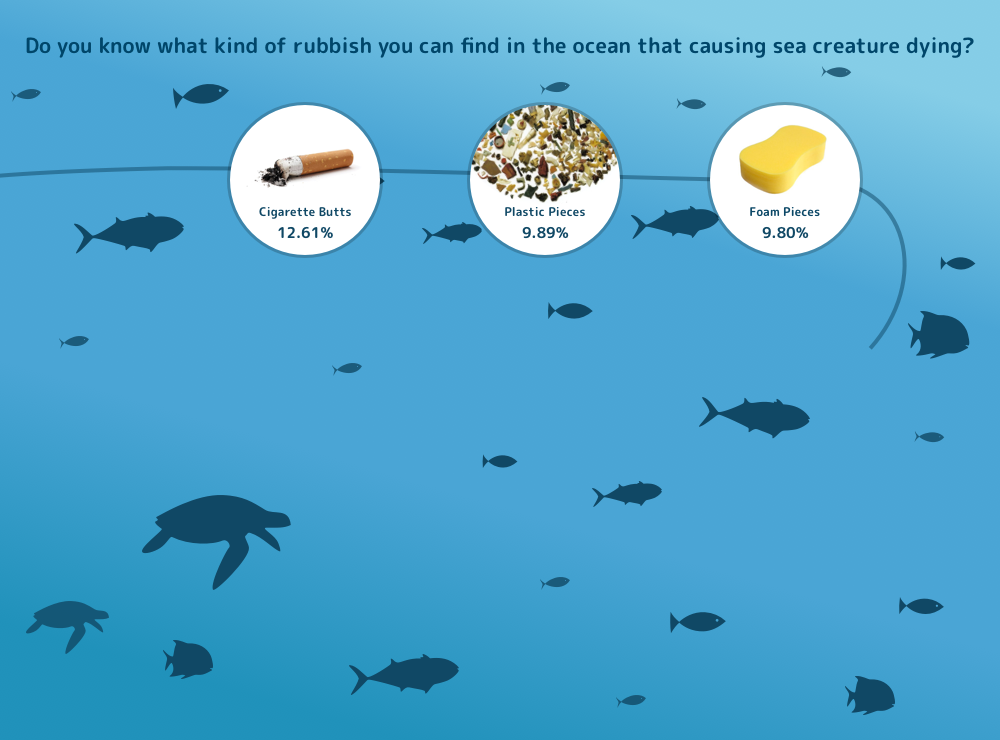 Do you know what kind of rubbish you can find in the ocean that causing sea creature dying?
Cigarette Butts
12.61%
Plastic Pieces
9.89%
Foam Pieces
9.80%